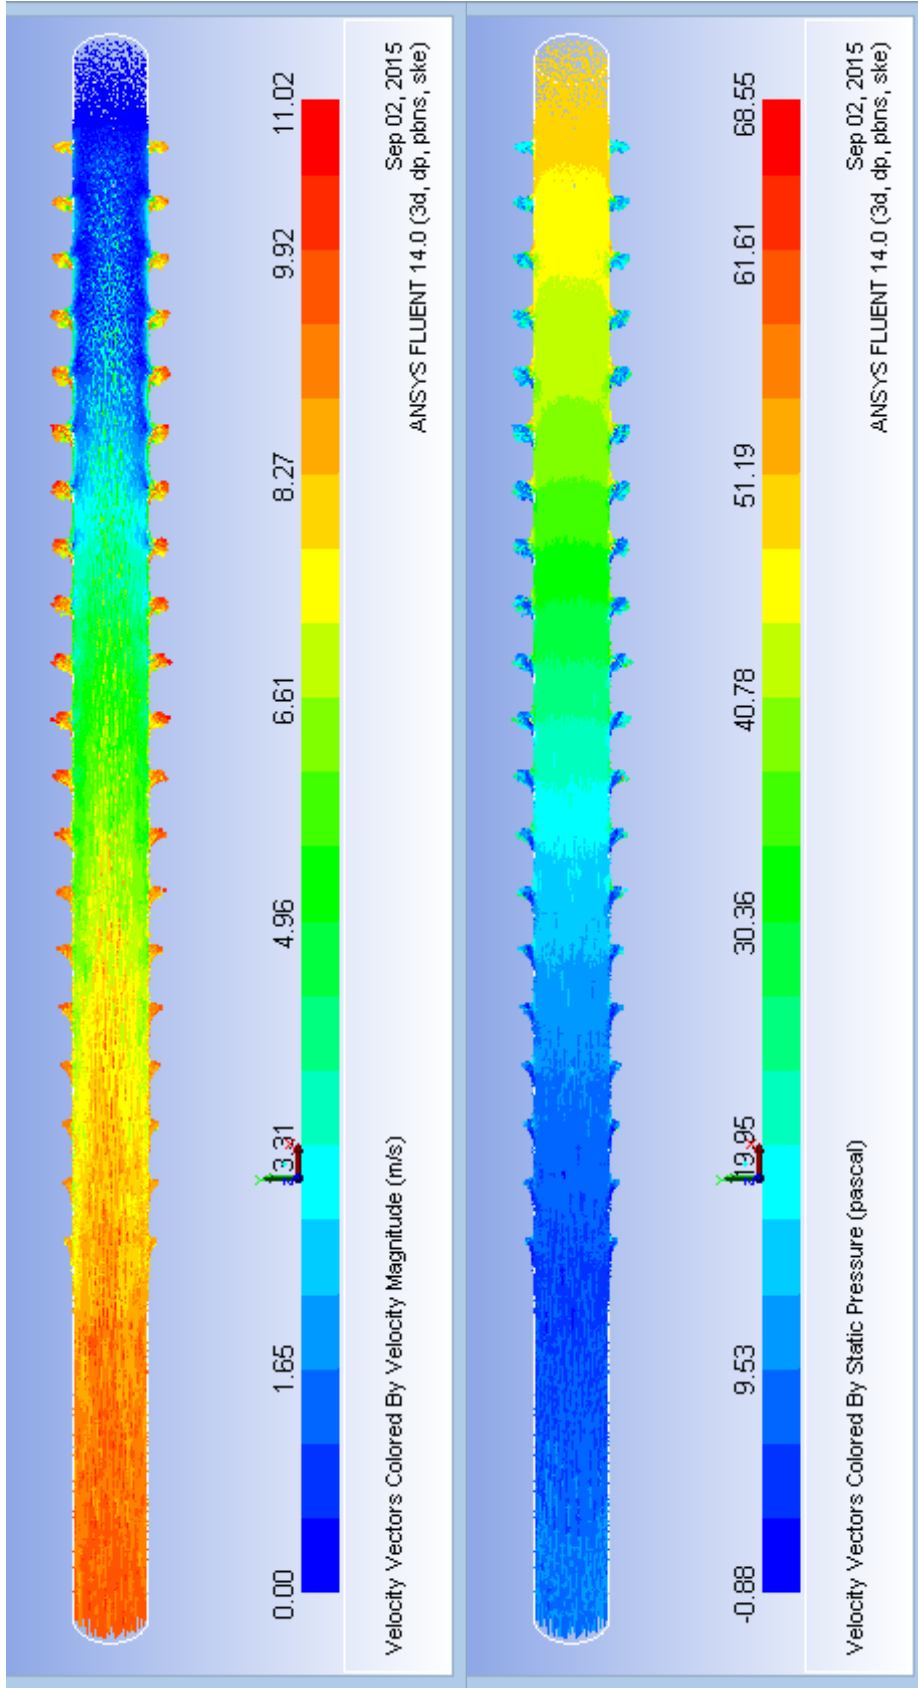 0.00 1.65 3.31 4.96 6.61 8.27 9.92 11.02
Velocity Vectors Colored By Velocity Magnitude (m/s)
Sep 02, 2015
ANSYS FLUENT 14.0 (3d, dp, pbns, ske)
-0.88 9.53 19.95 30.36 40.78 51.19 61.61 68.55
Velocity Vectors Colored By Static Pressure (pascal)
Sep 02, 2015
ANSYS FLUENT 14.0 (3d, dp, pbns, ske)